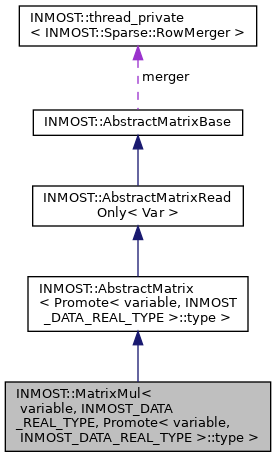 INMOST::thread_private
< INMOST::Sparse::RowMerger >
merger
INMOST::AbstractMatrixBase
INMOST::AbstractMatrixRead
Only< Var >
INMOST::AbstractMatrix
< Promote< variable, INMOST
_DATA_REAL_TYPE >::type >
INMOST::MatrixMul<
variable, INMOST_DATA
_REAL_TYPE, Promote< variable,
INMOST_DATA_REAL_TYPE >::type >